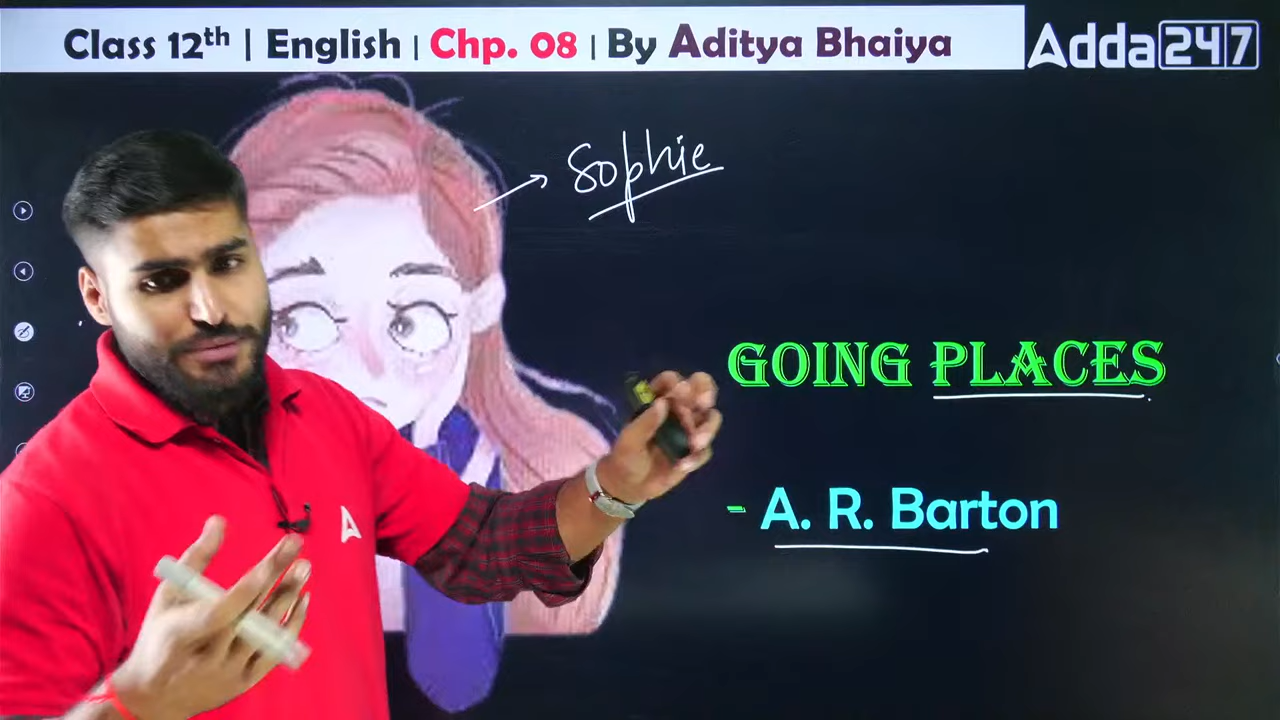 Class 12th | English | Chp. 08 | By Aditya Bhaiya
Adda247
Sophie
GOING PLACES
- A. R. Barton